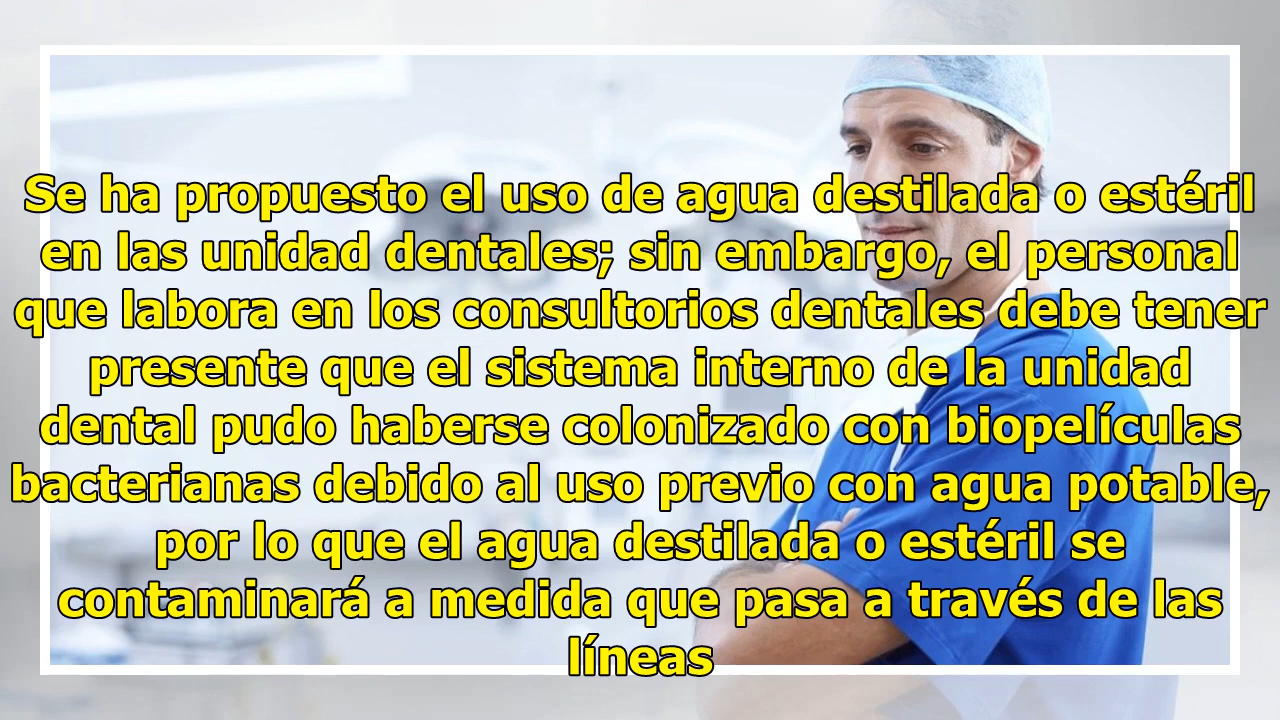 Se ha propuesto el uso de agua destilada o estéril
en las unidad dentales; sin embargo, el personal
que labora en los consultorios dentales debe tener
presente que el sistema interno de la unidad
dental pudo haberse colonizado con biopelículas
bacterianas debido al uso previo con agua potable,
por lo que el agua destilada o estéril se
contaminará a medida que pasa a través de las
líneas